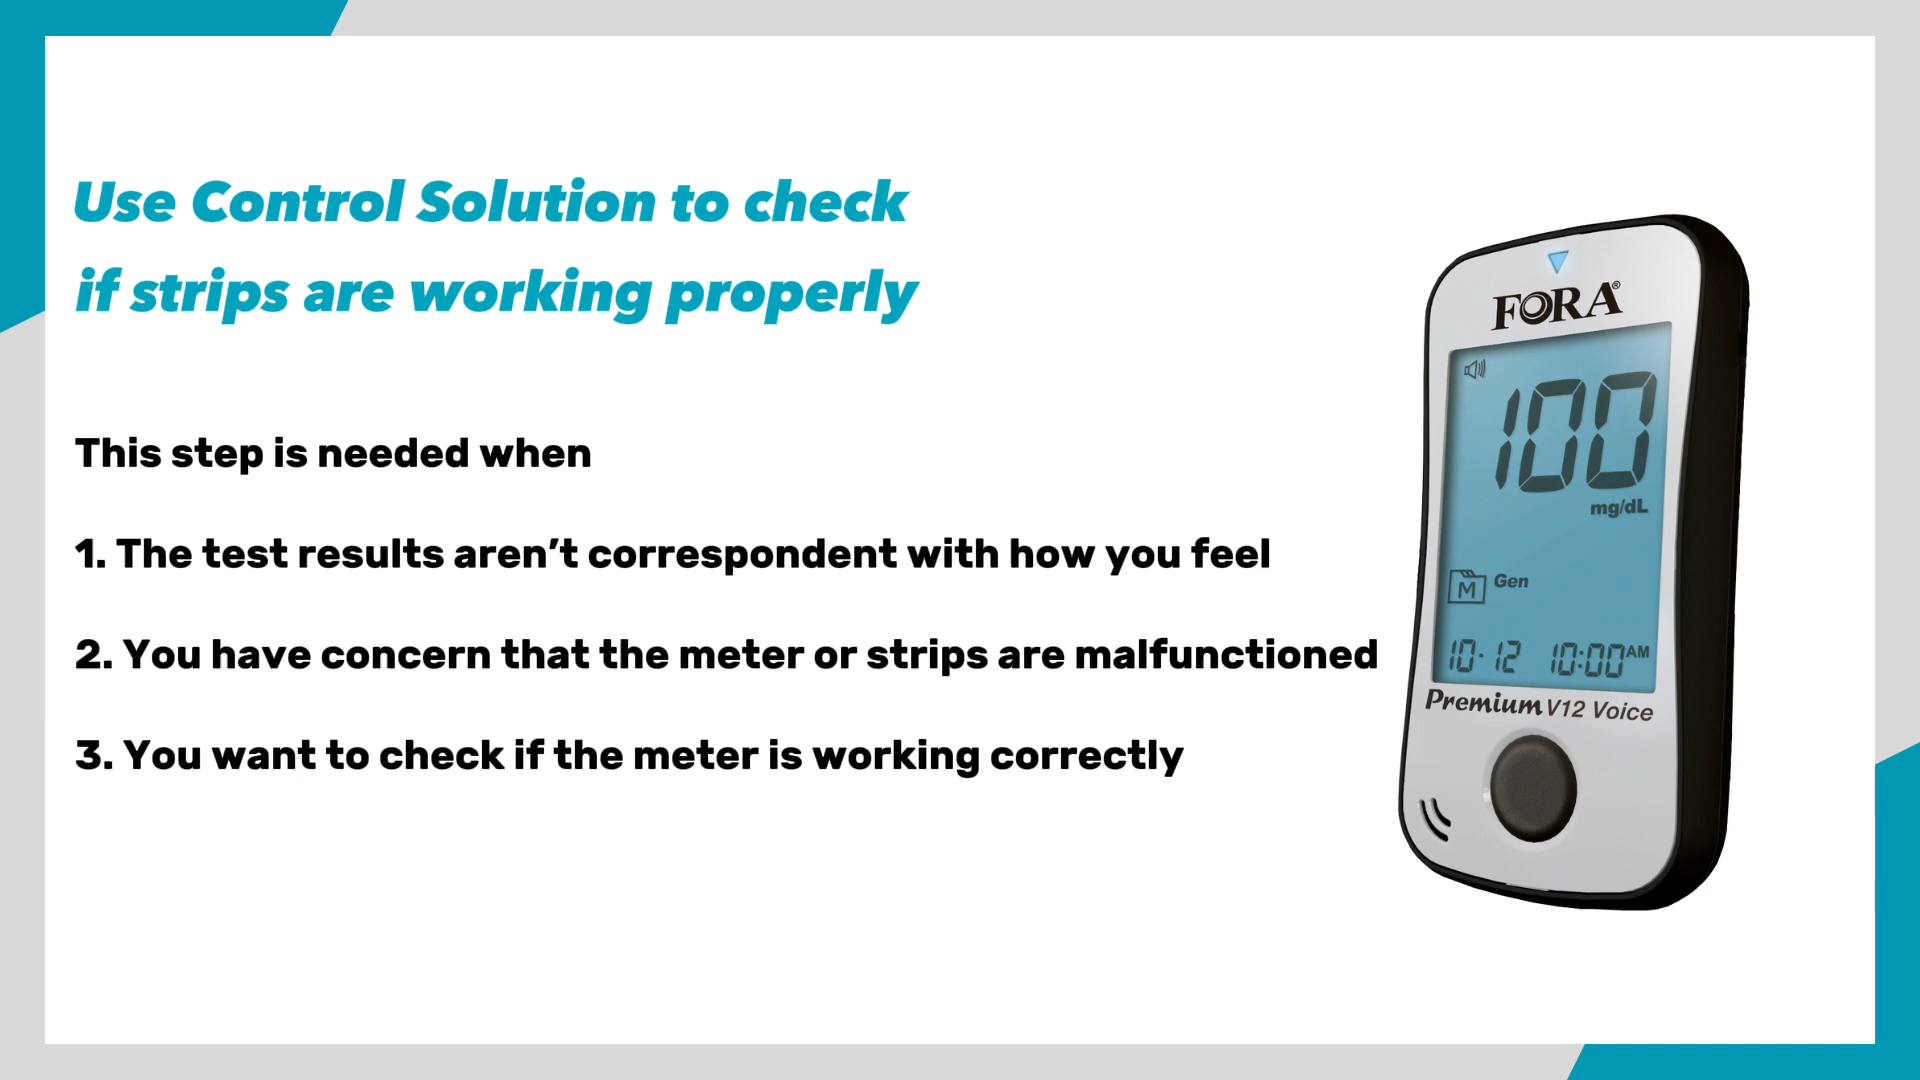 Use Control Solution to check
if strips are working properly
This step is needed when
1. The test results aren’t correspondent with how you feel
2. You have concern that the meter or strips are malfunctioned
3. You want to check if the meter is working correctly
FORA®
100
mg/dL
M Gen
10-12 10:00AM
Premium V12 Voice